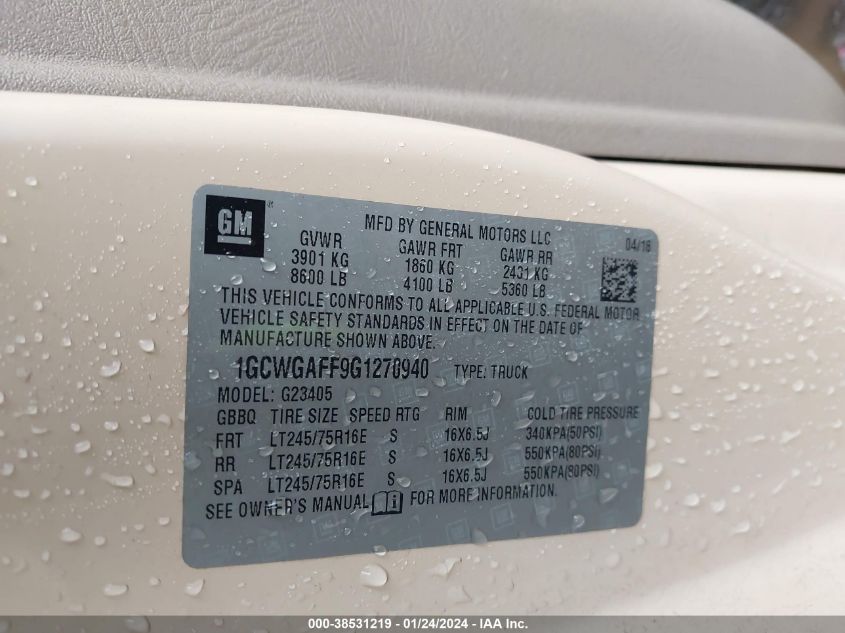 GM
MFD BY GENERAL MOTORS LLC
04/16
GVWR GAWR FRT GAWR RR
3901 KG 1860 KG 2431 KG
8600 LB 4100 LB 5360 LB
THIS VEHICLE CONFORMS TO ALL APPLICABLE U.S. FEDERAL MOTOR
VEHICLE SAFETY STANDARDS IN EFFECT ON THE DATE OF
MANUFACTURE SHOWN ABOVE.
1GCWGAFF9G1270940 TYPE: TRUCK
MODEL: G23405
GBBQ TIRE SIZE SPEED RTG RIM COLD TIRE PRESSURE
FRT LT245/75R16E S 16X6.5J 340KPA(50PSI)
RR LT245/75R16E S 16X6.5J 550KPA(80PSI)
SPA LT245/75R16E S 16X6.5J 550KPA(80PSI)
SEE OWNER'S MANUAL i FOR MORE INFORMATION.
000-38531219 - 01/24/2024 - IAA Inc.